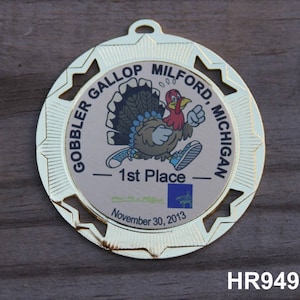 GOBBLER GALLOP MILFORD, MICHIGAN
1st Place
November 30, 2013
HR949